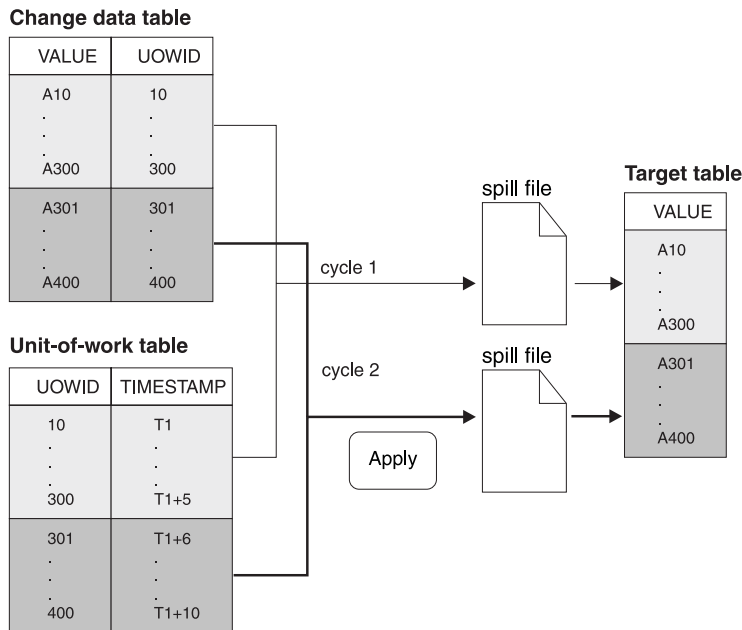 Change data table
VALUE UOWID
A10 10
. .
. .
. .
A300 300
A301 301
. .
. .
. .
A400 400
Unit-of-work table
UOWID TIMESTAMP
10 T1
. .
. .
. .
300 T1+5
301 T1+6
. .
. .
. .
400 T1+10
cycle 1
cycle 2
Apply
spill file
spill file
Target table
VALUE
A10
.
.
.
A300
A301
.
.
.
A400